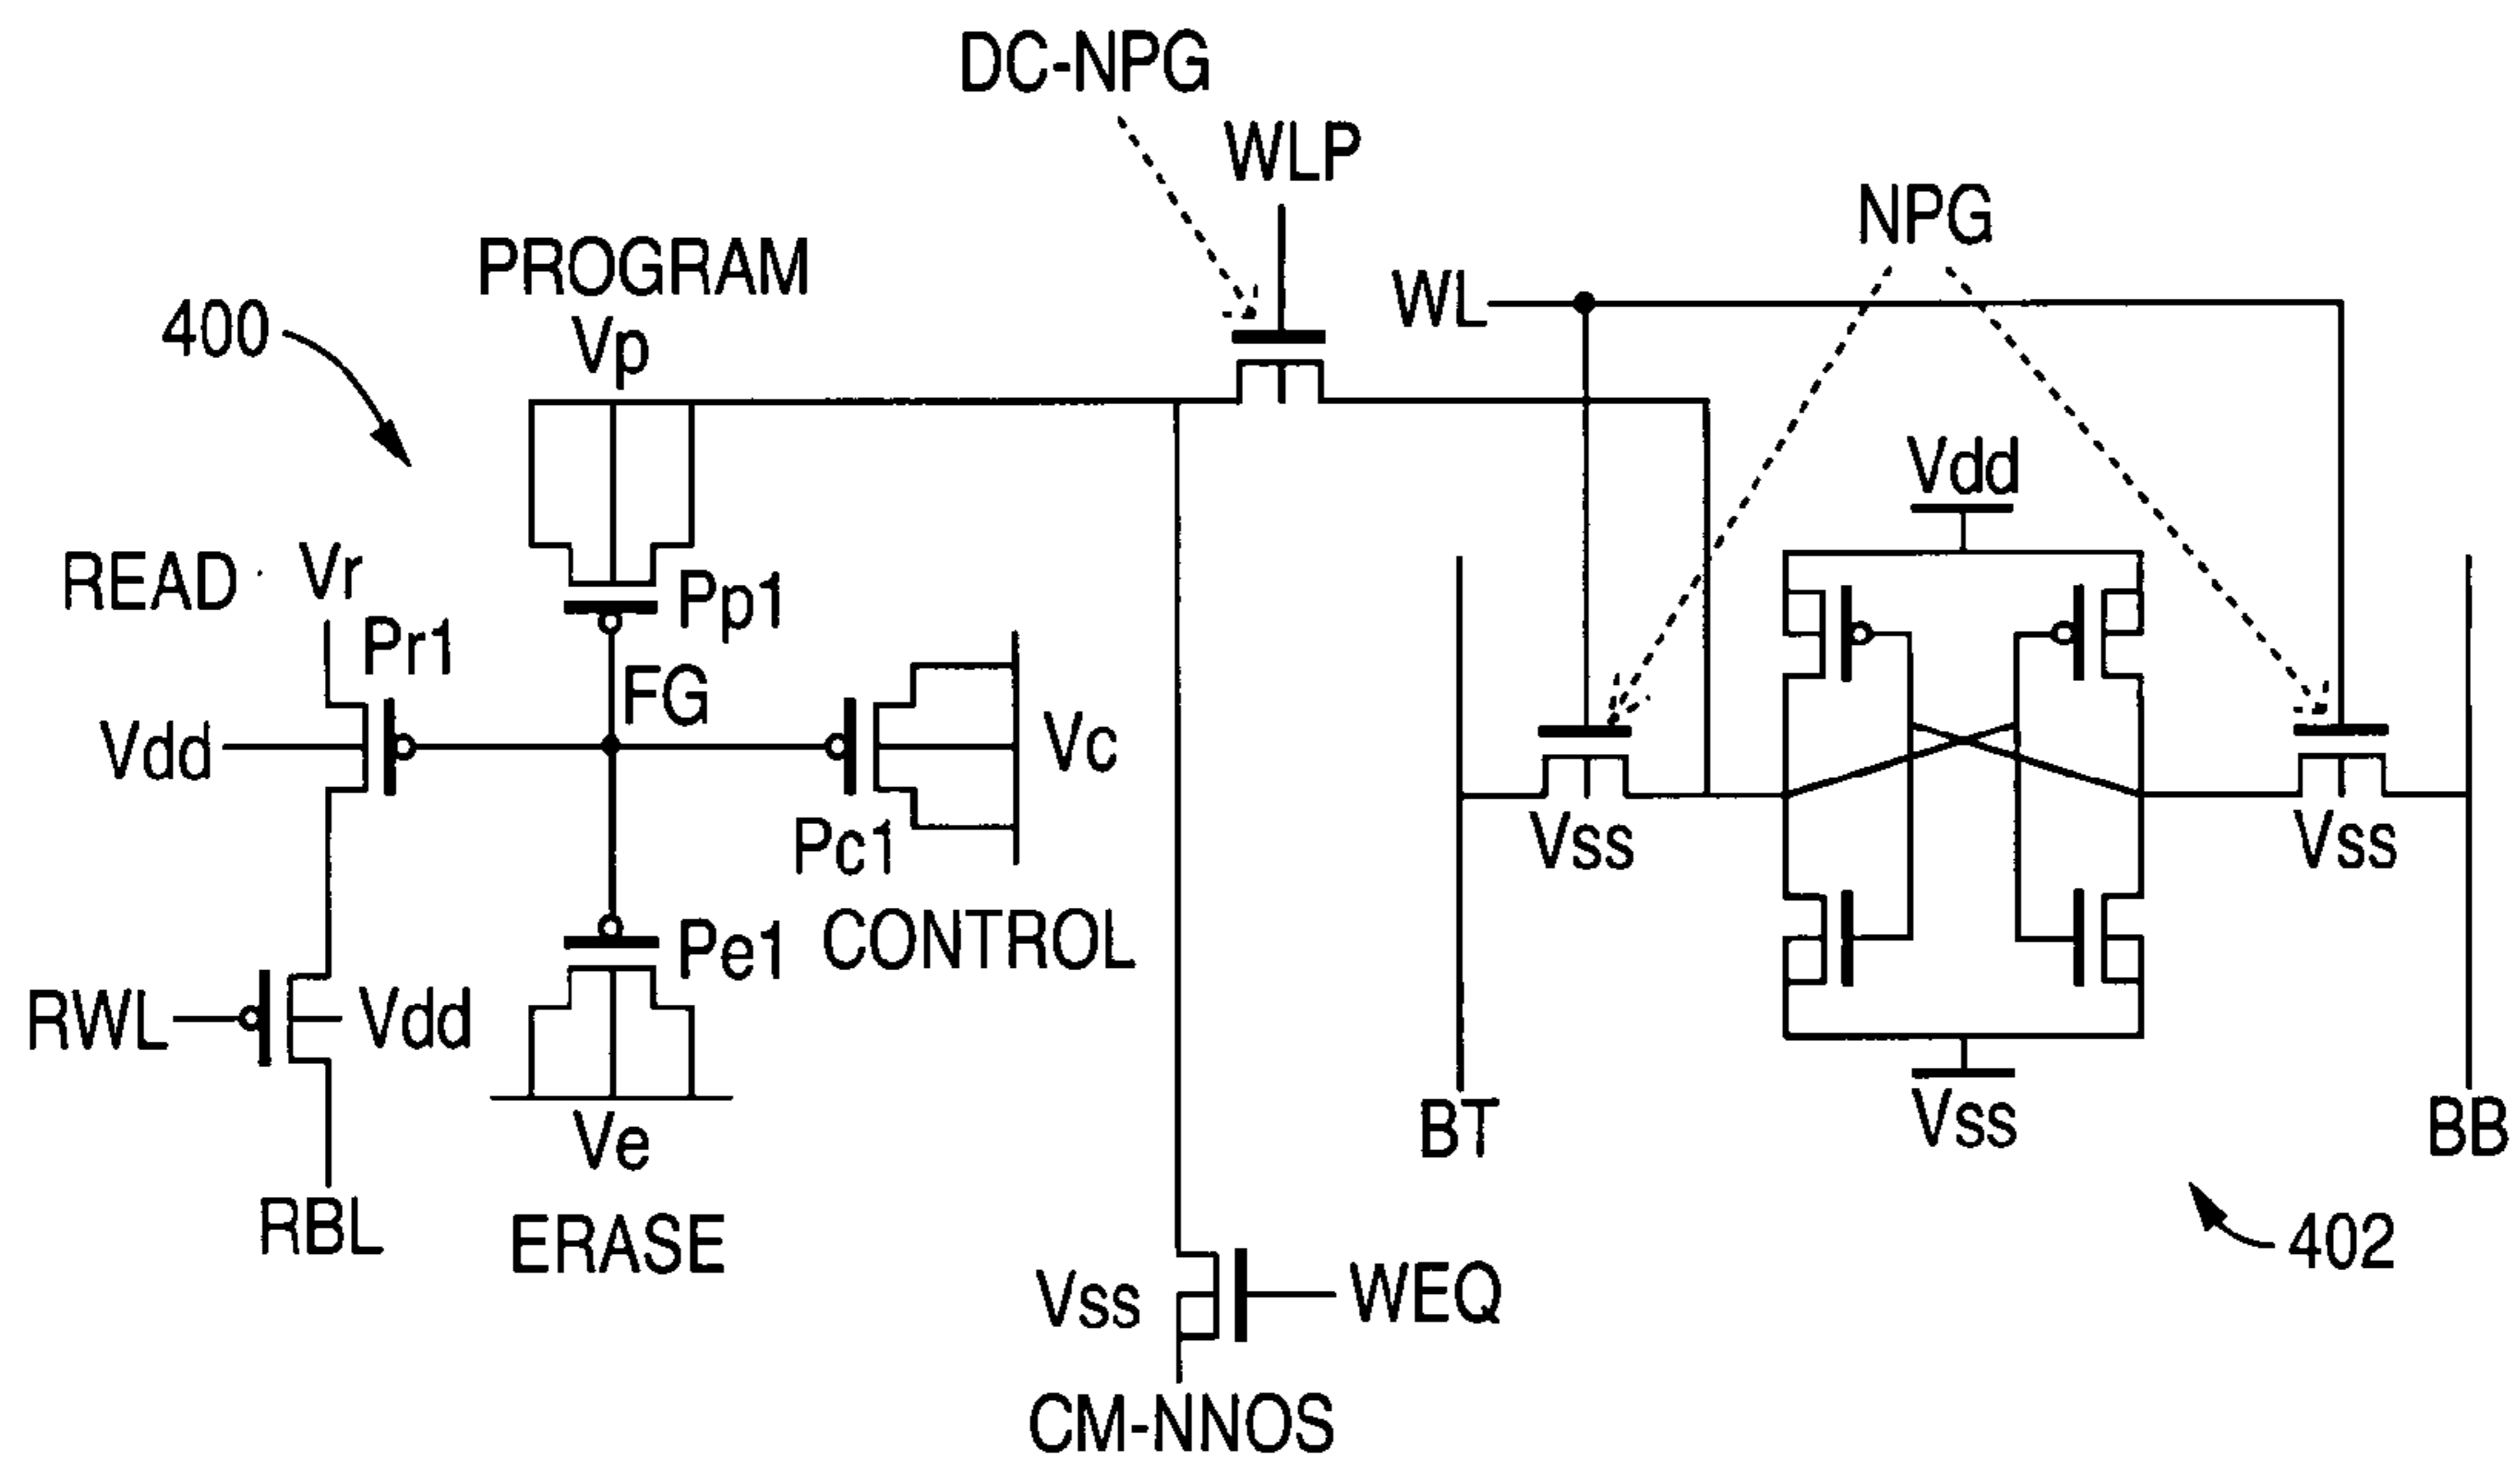 DC-NPG
WLP
NPG
PROGRAM
WL
400
Vp
Vdd
READ
Vr
Pp1
Pr1
FG
Vdd
Vc
Vss
Vss
Pc1
Pe1
CONTROL
RWL
Vdd
Vss
BT
BB
Ve
RBL
ERASE
402
Vss
WEQ
CM-NNOS